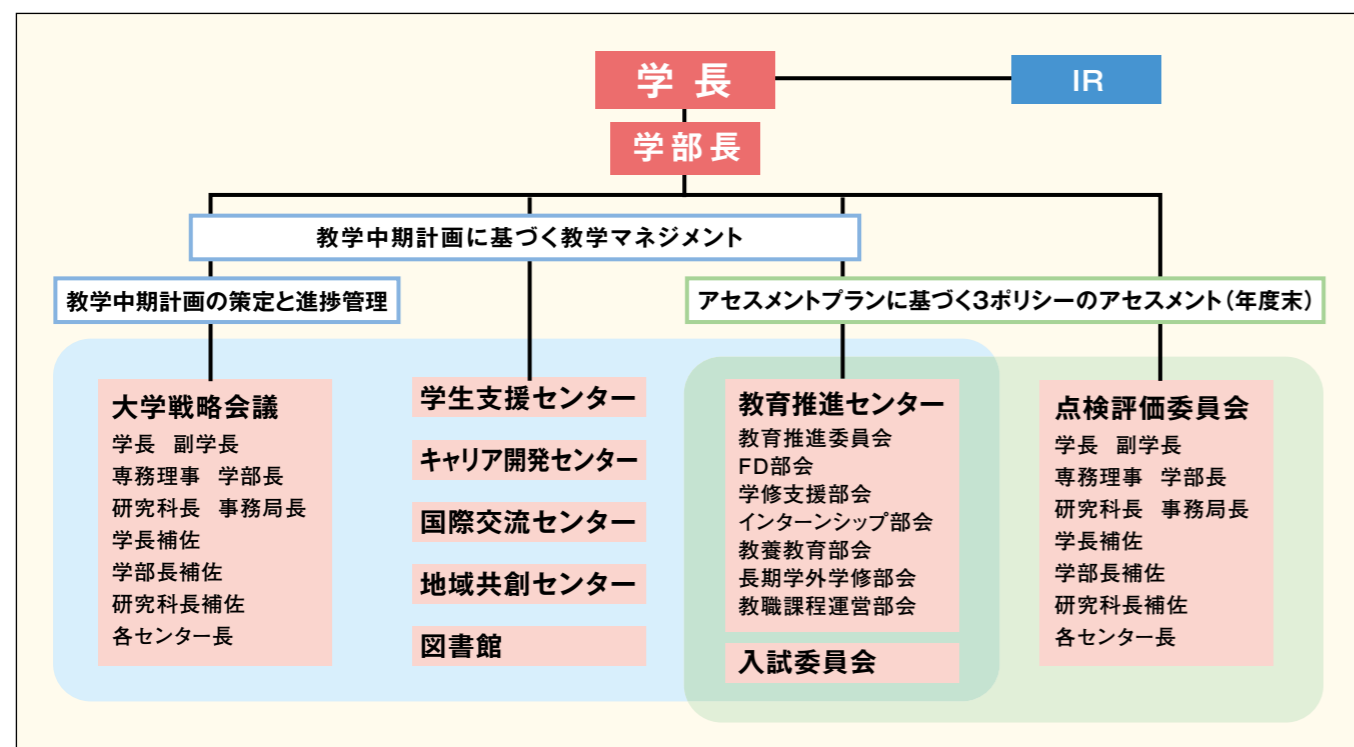 学長
IR
学部長
教学中期計画に基づく教学マネジメント
教学中期計画の策定と進捗管理
アセスメントプランに基づく3ポリシーのアセスメント（年度末）
大学戦略会議
学長 副学長
専務理事 学部長
研究科長 事務局長
学長補佐
学部長補佐
研究科長補佐
各センター長
学生支援センター
キャリア開発センター
国際交流センター
地域共創センター
図書館
教育推進センター
教育推進委員会
FD部会
学修支援部会
インターンシップ部会
教養教育部会
長期学外学修部会
教職課程運営部会
入試委員会
点検評価委員会
学長 副学長
専務理事 学部長
研究科長 事務局長
学長補佐
学部長補佐
研究科長補佐
各センター長